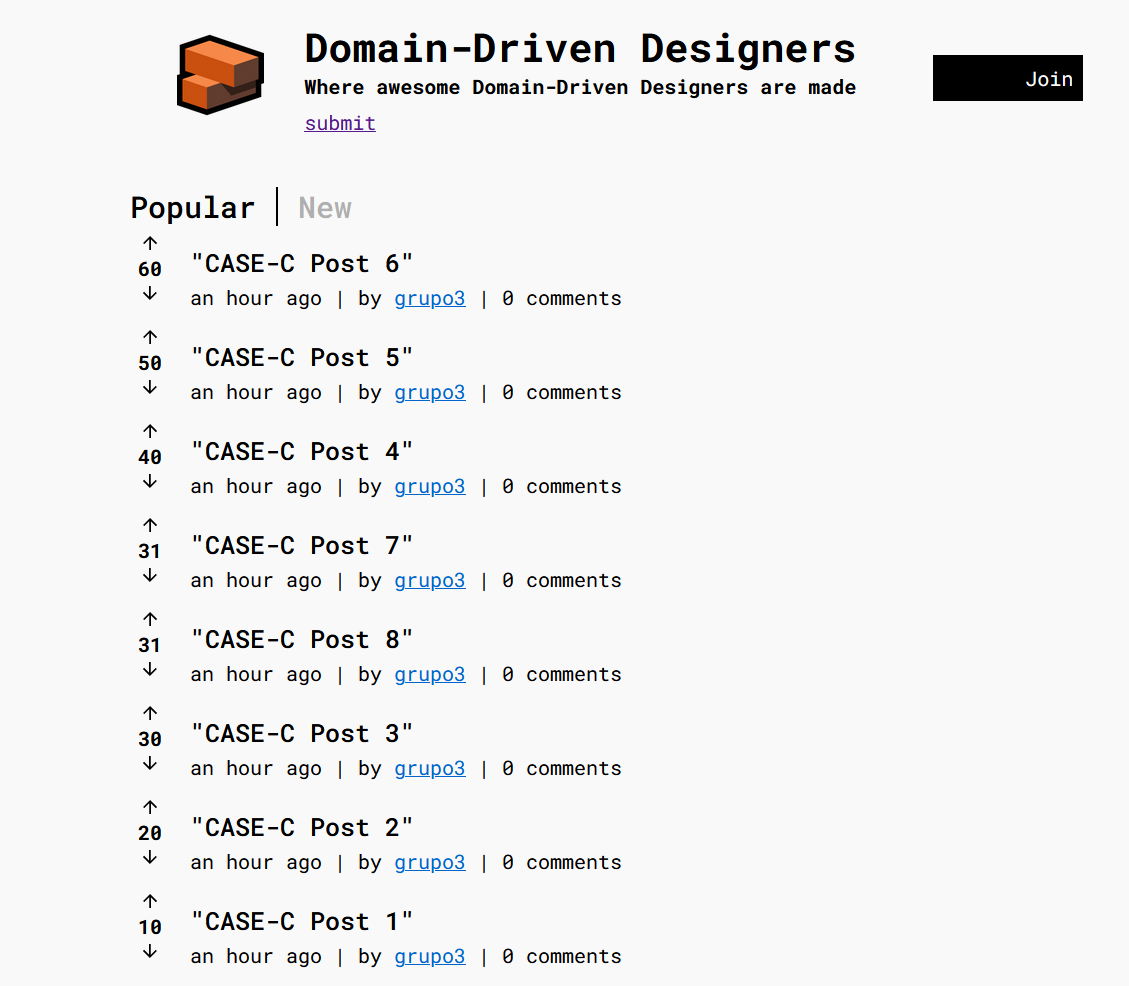 Domain-Driven Designers
Where awesome Domain-Driven Designers are made
submit
Join
Popular | New
60
"CASE-C Post 6"
an hour ago | by grupo3 | 0 comments
50
"CASE-C Post 5"
an hour ago | by grupo3 | 0 comments
40
"CASE-C Post 4"
an hour ago | by grupo3 | 0 comments
31
"CASE-C Post 7"
an hour ago | by grupo3 | 0 comments
31
"CASE-C Post 8"
an hour ago | by grupo3 | 0 comments
30
"CASE-C Post 3"
an hour ago | by grupo3 | 0 comments
20
"CASE-C Post 2"
an hour ago | by grupo3 | 0 comments
10
"CASE-C Post 1"
an hour ago | by grupo3 | 0 comments